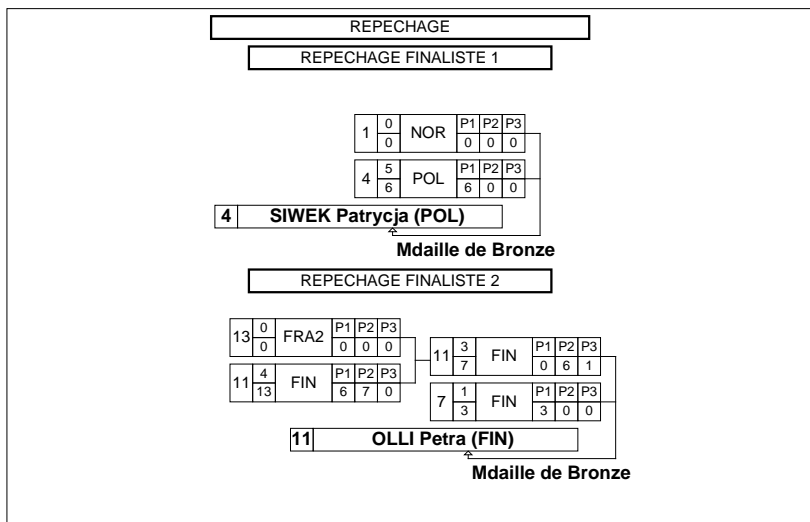 REPECHAGE
REPECHAGE FINALISTE 1
1 0 NOR P1 P2 P3
0 0 0 0
4 5 POL P1 P2 P3
6 6 0 0
4 SIWEK Patrycja (POL)
Mdaille de Bronze
REPECHAGE FINALISTE 2
13 0 FRA2 P1 P2 P3
0 0 0 0
11 4 FIN P1 P2 P3
13 6 7 0
11 3 FIN P1 P2 P3
7 0 6 1
7 1 FIN P1 P2 P3
3 3 0 0
11 OLLI Petra (FIN)
Mdaille de Bronze